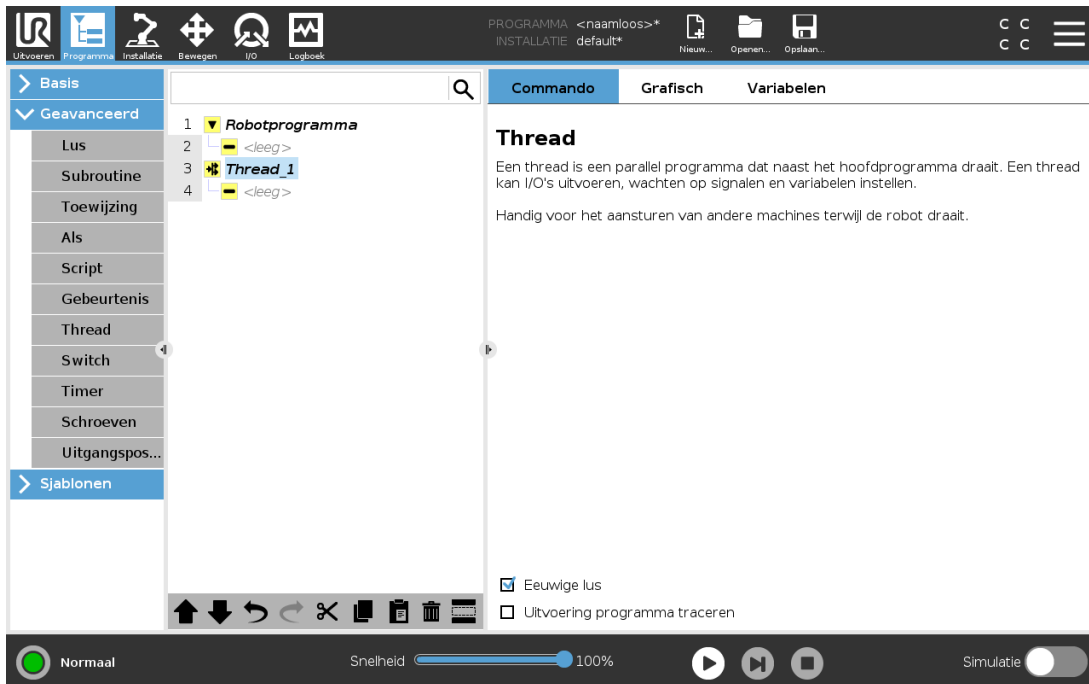 PROGRAMMA <naamloos>*
INSTALLATIE default*
UR
Uitvoeren Programma Installatie Bewegen I/O Logboek
Nieuw... Openen... Opslaan...
C C
C C
Basis
Geavanceerd
Lus
Subroutine
Toewijzing
Als
Script
Gebeurtenis
Thread
Switch
Timer
Schroeven
Uitgangspos...
Sjablonen
1 Robotprogramma
2 <leeg>
3 Thread_1
4 <leeg>
Commando Grafisch Variabelen
Thread
Een thread is een parallel programma dat naast het hoofdprogramma draait. Een thread
kan I/O's uitvoeren, wachten op signalen en variabelen instellen.
Handig voor het aansturen van andere machines terwijl de robot draait.
Eeuwige lus
Uitvoering programma traceren
Normaal
Snelheid 100%
Simulatie